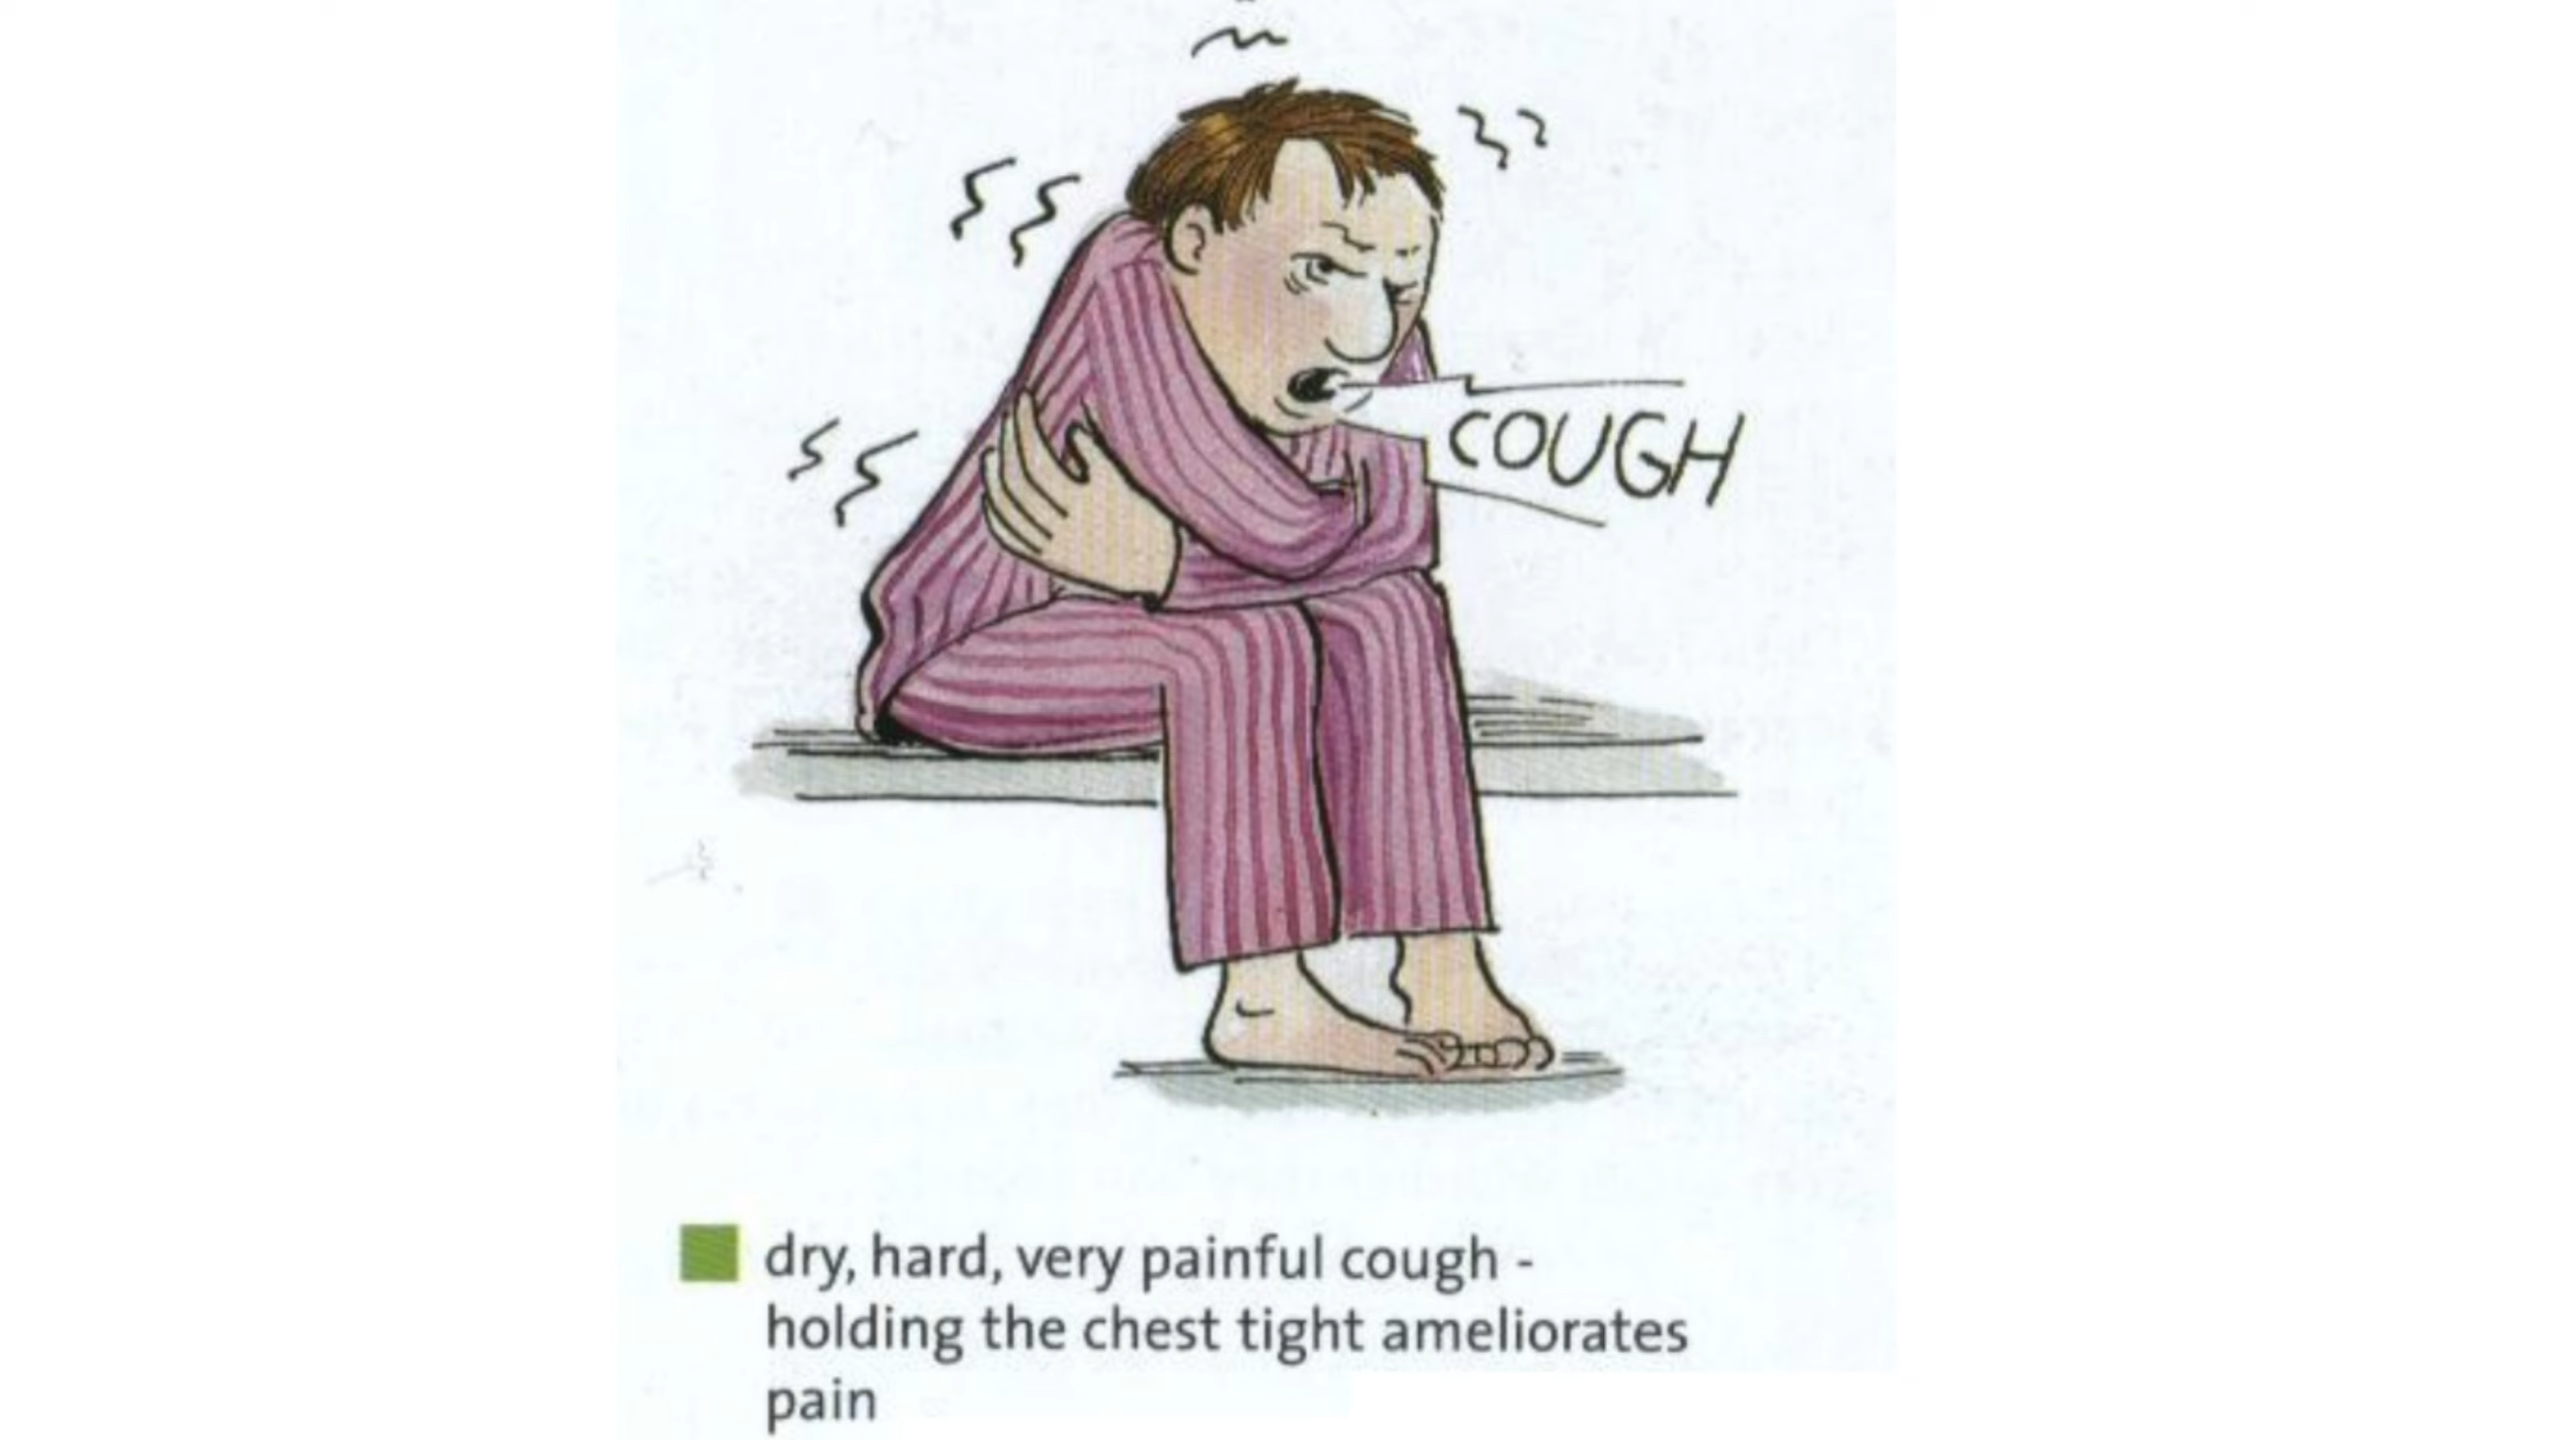 COUGH
dry, hard, very painful cough -
holding the chest tight ameliorates
pain